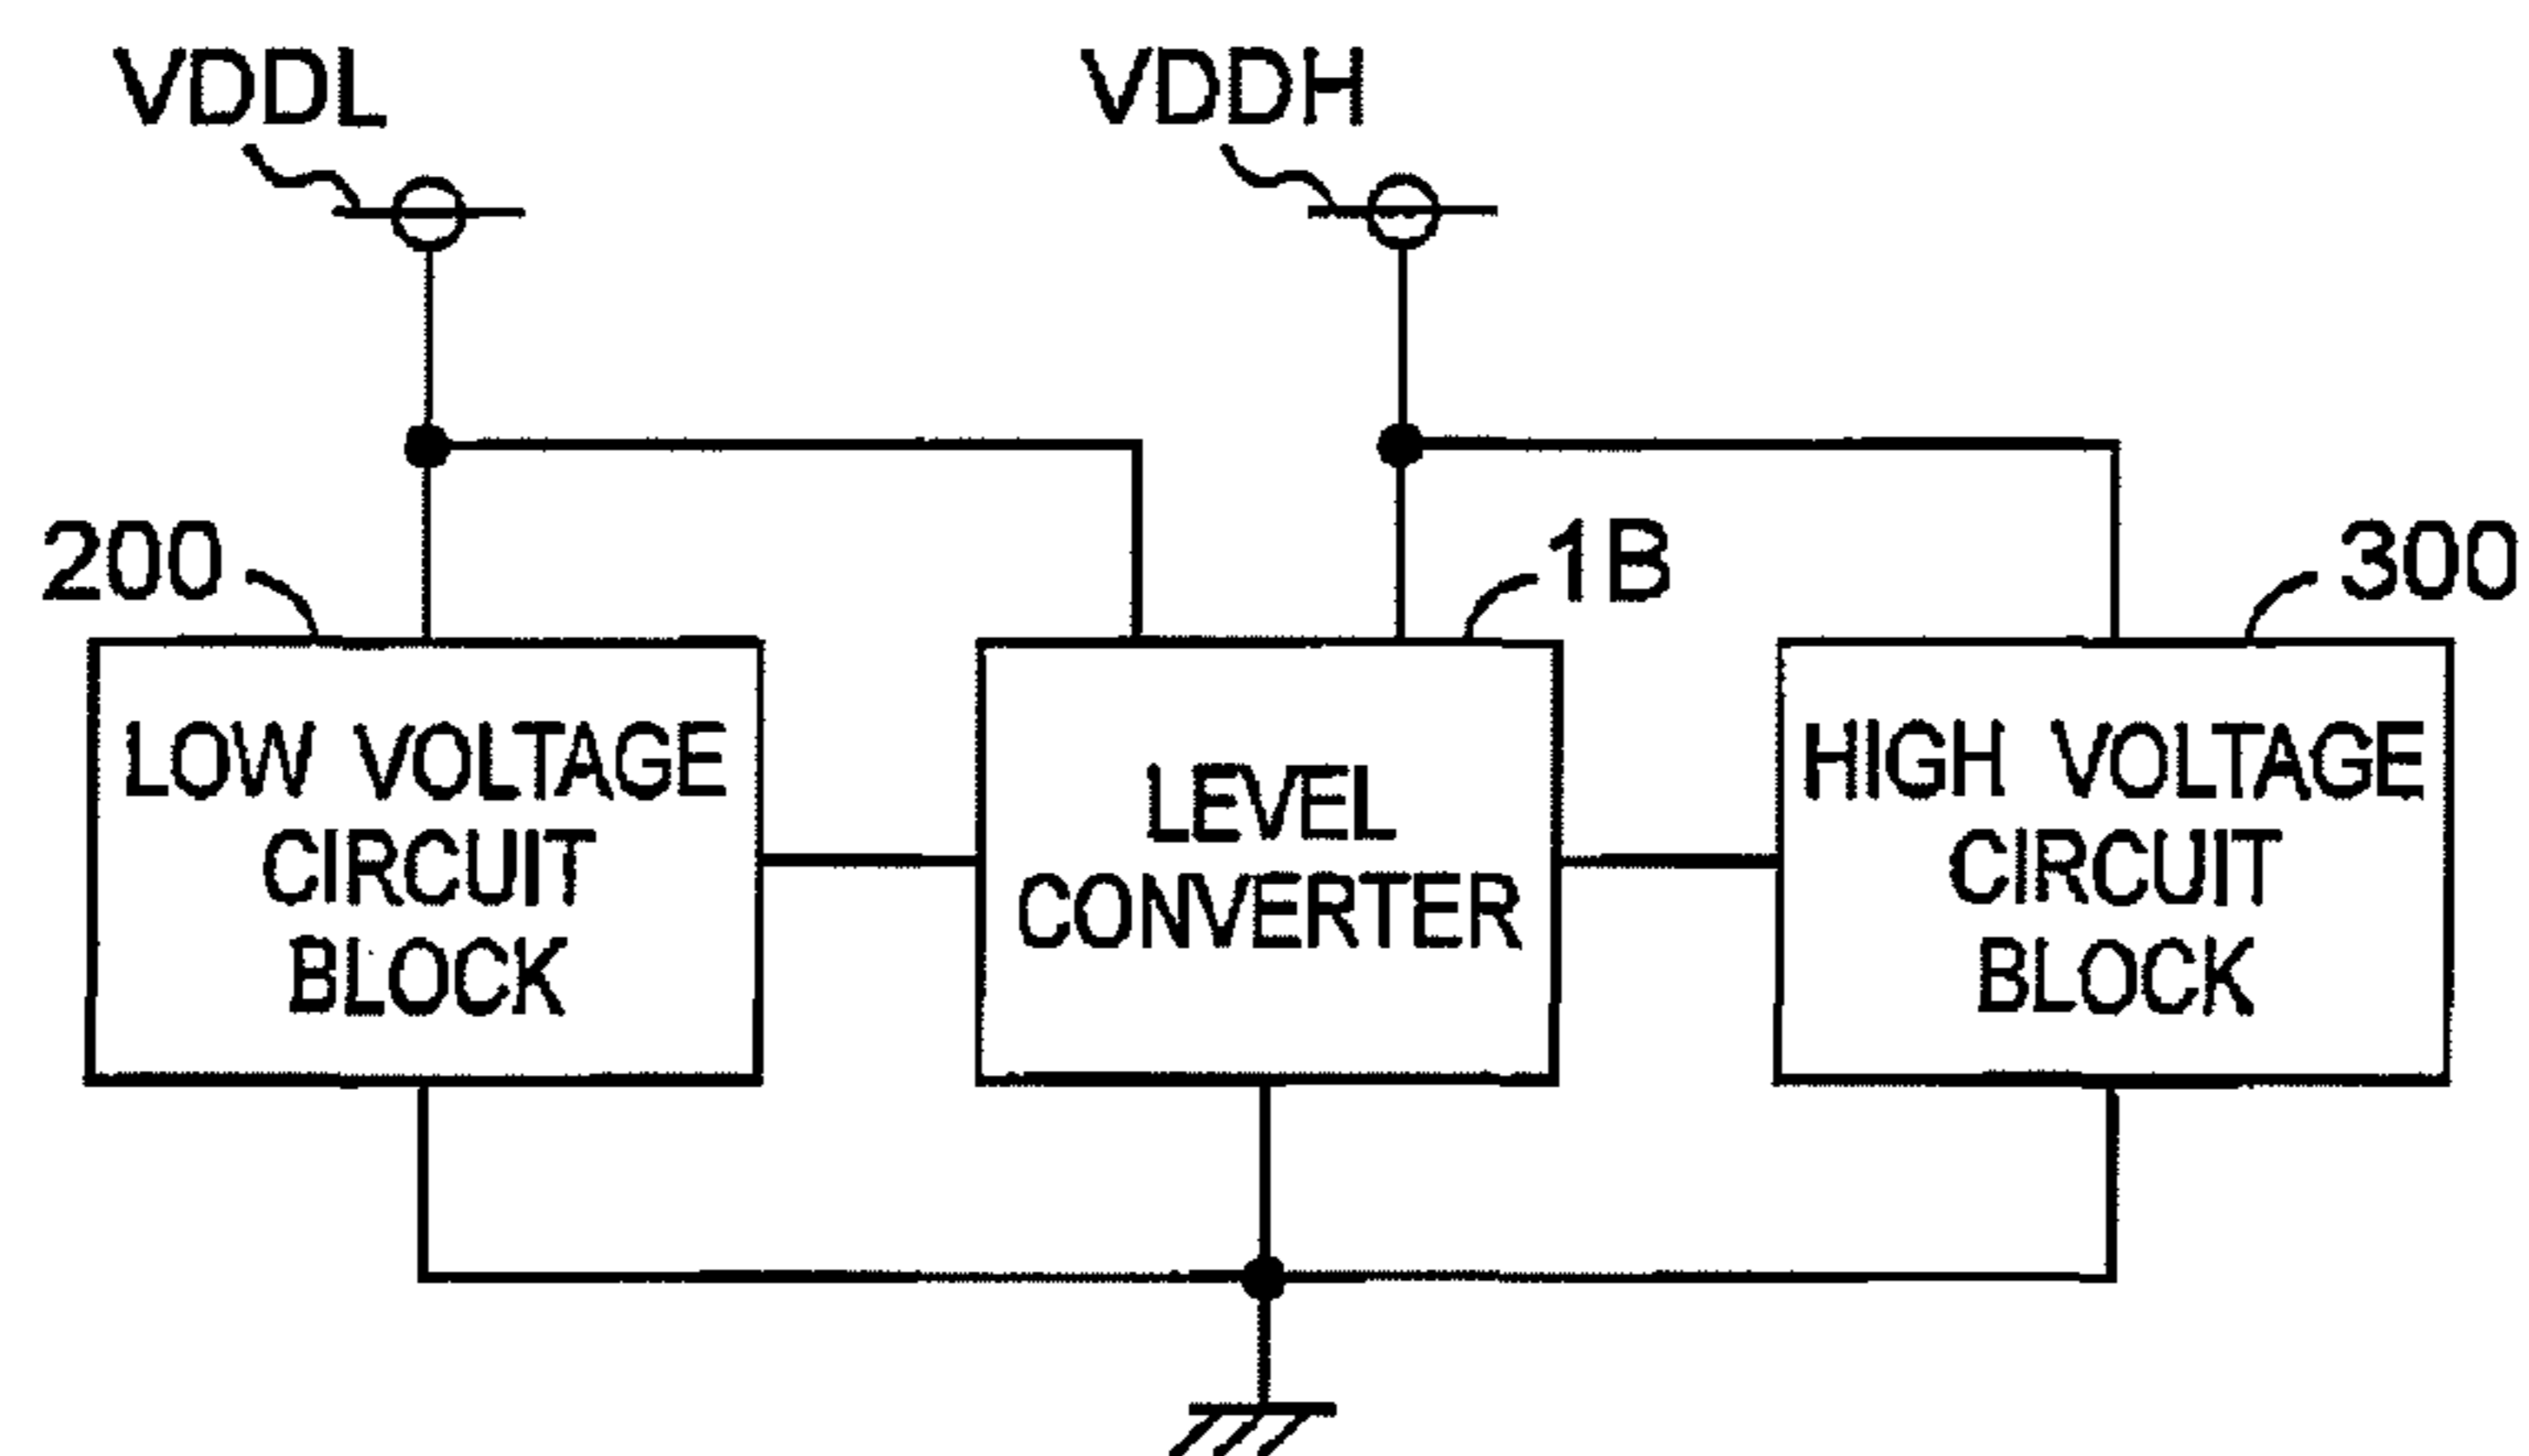 VDDL
VDDH
200
1B
300
LOW VOLTAGE
CIRCUIT
BLOCK
LEVEL
CONVERTER
HIGH VOLTAGE
CIRCUIT
BLOCK